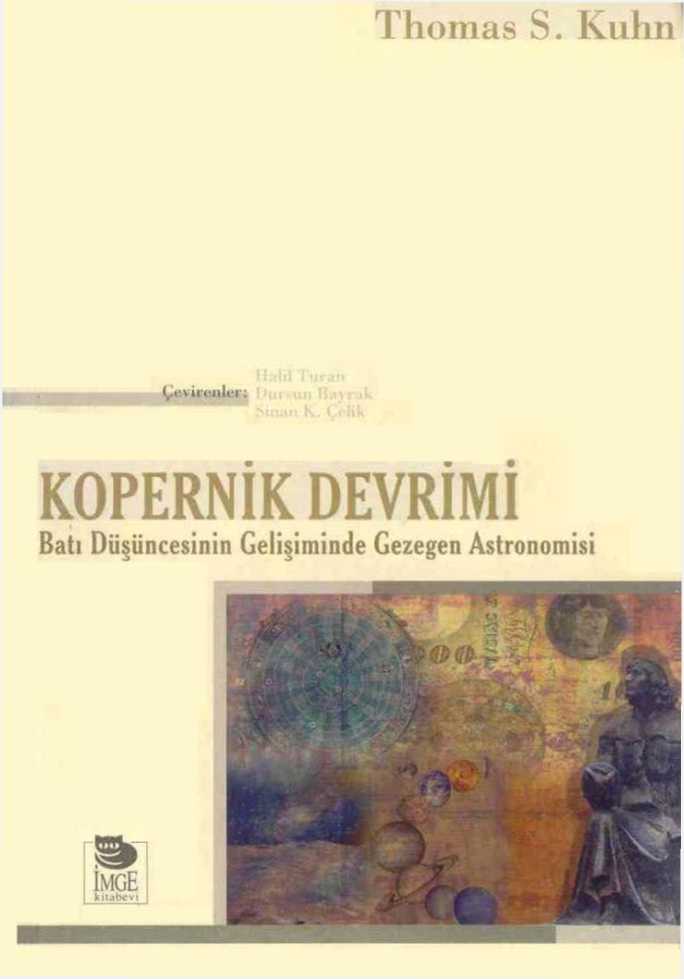 Thomas S. Kuhn
Halil Turan
Çevirenler: Dursun Bayrak
Sinan K. Çelik
KOPERNİK DEVRİMİ
Batı Düşüncesinin Gelişiminde Gezegen Astronomisi
İMGE
kitabevi